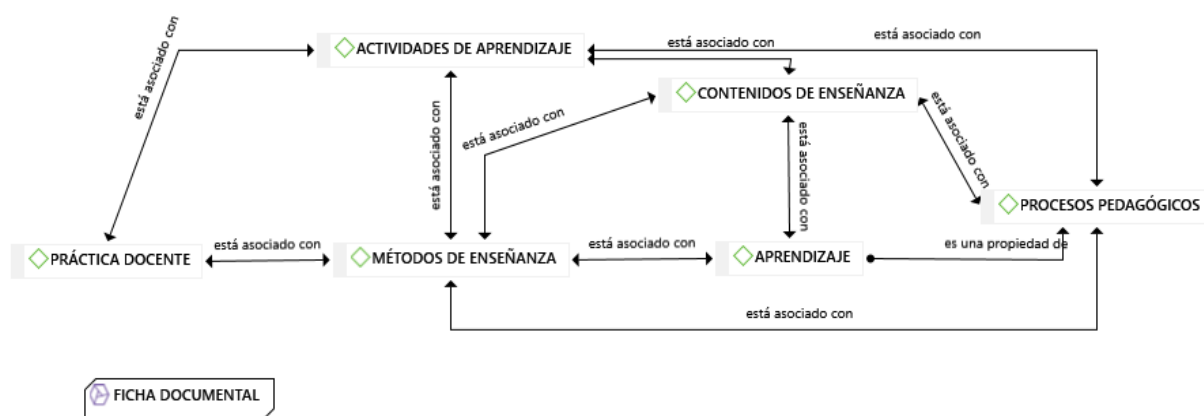 está asociado con
está asociado con
ACTIVIDADES DE APRENDIZAJE
está asociado con
está asociado con
CONTENIDOS DE ENSEÑANZA
está asociado con
está asociado con
está asociado con
está asociado con
PROCESOS PEDAGÓGICOS
está asociado con
está asociado con
es una propiedad de
PRÁCTICA DOCENTE
MÉTODOS DE ENSEÑANZA
APRENDIZAJE
está asociado con
FICHA DOCUMENTAL